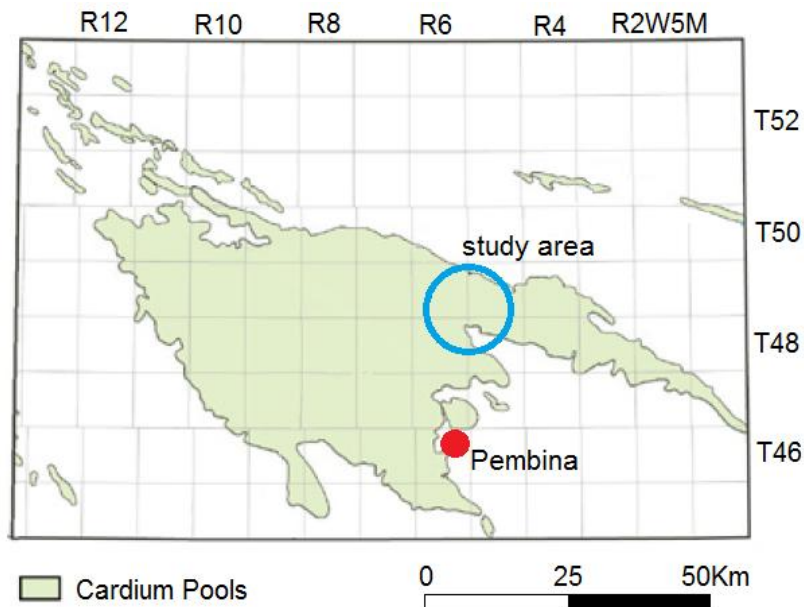 R12 R10 R8 R6 R4 R2W5M
T52
T50
study area
T48
T46
Pembina
Cardium Pools
0 25 50Km